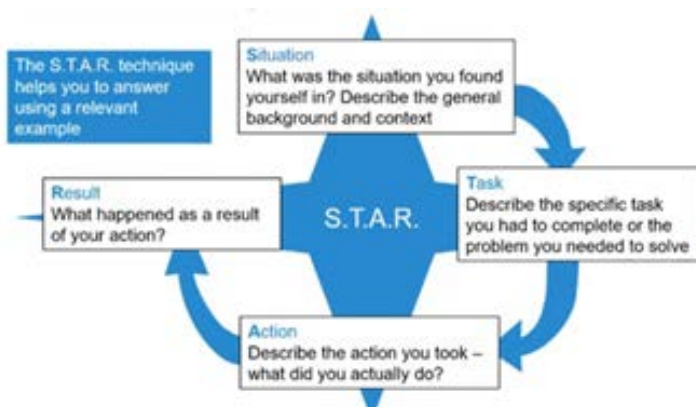 The S.T.A.R. technique
helps you to answer
using a relevant
example
Situation
What was the situation you found
yourself in? Describe the general
background and context
Task
Describe the specific task
you had to complete or the
problem you needed to solve
Action
Describe the action you took –
what did you actually do?
Result
What happened as a result
of your action?
S.T.A.R.